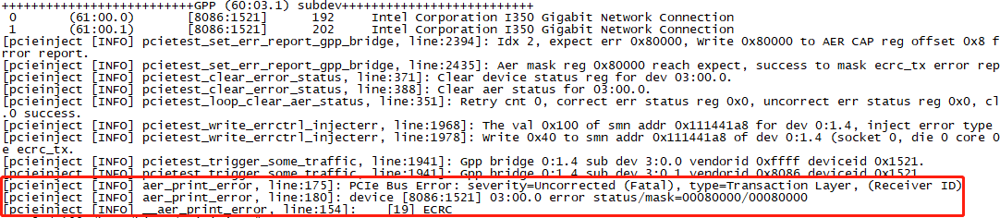 ++++++++++++++++++++++++++GPP (60:03.1) subdev++++++++++++++++++++++++++
0 (61:00.0) [8086:1521] 192 Intel Corporation I350 Gigabit Network Connection
1 (61:00.1) [8086:1521] 202 Intel Corporation I350 Gigabit Network Connection
[pcieinject [INFO] pcietest_set_err_report_gpp_bridge, line:2394]: Idx 2, expect err 0x80000, Write 0x80000 to AER CAP reg offset 0x8 f
rror report.
[pcieinject [INFO] pcietest_set_err_report_gpp_bridge, line:2435]: Aer mask reg 0x80000 reach expect, success to mask ecrc_tx error rep
[pcieinject [INFO] pcietest_clear_error_status, line:371]: Clear device status reg for dev 03:00.0.
[pcieinject [INFO] pcietest_clear_error_status, line:388]: Clear aer status for 03:00.0.
[pcieinject [INFO] pcietest_loop_clear_aer_status, line:351]: Retry cnt 0, correct err status reg 0x0, uncorrect err status reg 0x0, cl
.0 success.
[pcieinject [INFO] pcietest_write_errctrl_injecterr, line:1968]: The val 0x100 of smn addr 0x111441a8 for dev 0:1.4, inject error type
[pcieinject [INFO] pcietest_write_errctrl_injecterr, line:1978]: Write 0x40 to smn addr 0x111441a8 of dev 0:1.4 (socket 0, die 0 core 0
e ecrc_tx.
[pcieinject [INFO] pcietest_trigger_some_traffic, line:1941]: Gpp bridge 0:1.4 sub dev 3:0.0 vendorid 0xffff deviceid 0x1521.
[pcieinject [INFO] pcietest_trigger_some_traffic, line:1941]: Gpp bridge 0:1.4 sub dev 3:0.1 vendorid 0x8086 deviceid 0x1521.
[pcieinject [INFO] aer_print_error, line:175]: PCIe Bus Error: severity=Uncorrected (Fatal), type=Transaction Layer, (Receiver ID)
[pcieinject [INFO] aer_print_error, line:180]: device [8086:1521] 03:00.0 error status/mask=00080000/00080000
[pcieinject [INFO] __aer_print_error, line:154]: [19] ECRC